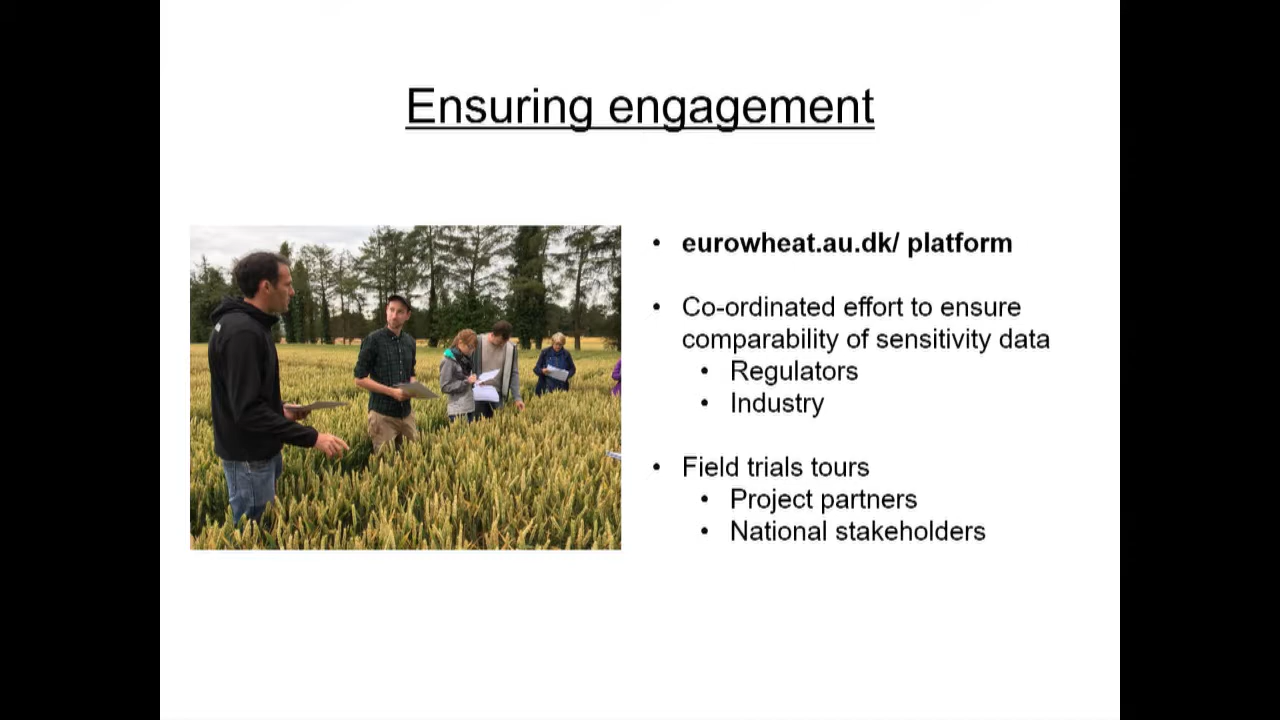 Ensuring engagement
• eurowheat.au.dk/ platform
• Co-ordinated effort to ensure
comparability of sensitivity data
• Regulators
• Industry
• Field trials tours
• Project partners
• National stakeholders